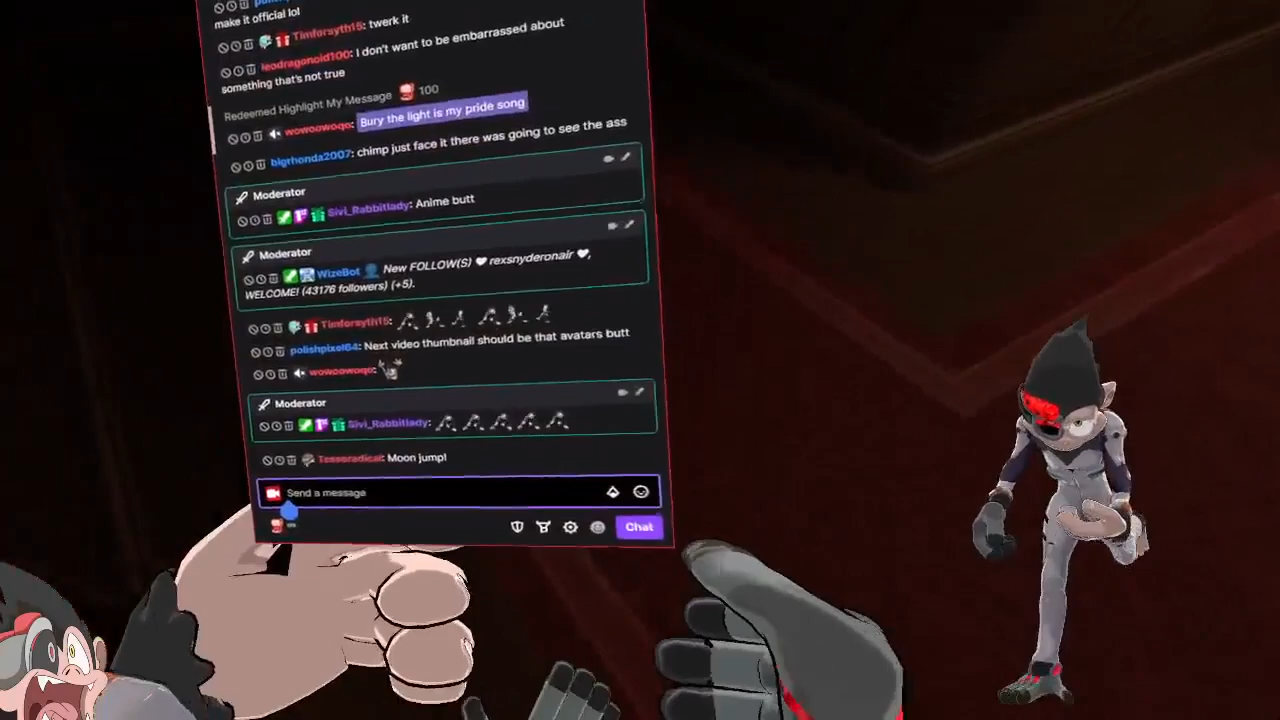 make it official lol
Timforsyth15: twerk it
leodragonoid100: I don't want to be embarrassed about
something that's not true
Redeemed Highlight My Message 100
wowoowoqo: Bury the light is my pride song
bigrhonda2007: chimp just face it there was going to see the ass
Moderator
Sivi_Rabbitlady: Anime butt
Moderator
WizeBot New FOLLOW(S) rexsnyderonair,
WELCOME! (43176 followers) (+5).
Timforsyth15:
polishpixel64: Next video thumbnail should be that avatars butt
wowoowoqo:
Moderator
Sivi_Rabbitlady:
Tessoradical: Moon jump!
Send a message
Chat